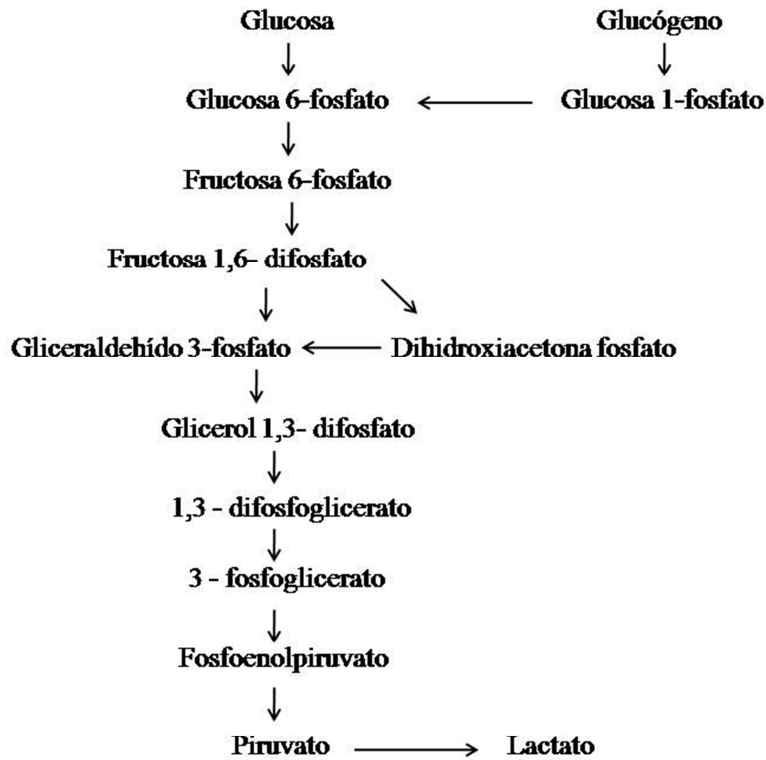 Glucosa Glucógeno
Glucosa 6-fosfato Glucosa 1-fosfato
Fructosa 6-fosfato
Fructosa 1,6- difosfato
Gliceraldehído 3-fosfato Dihidroxiacetona fosfato
Glicerol 1,3- difosfato
1,3 - difosfoglicerato
3 - fosfoglicerato
Fosfoenolpiruvato
Piruvato Lactato